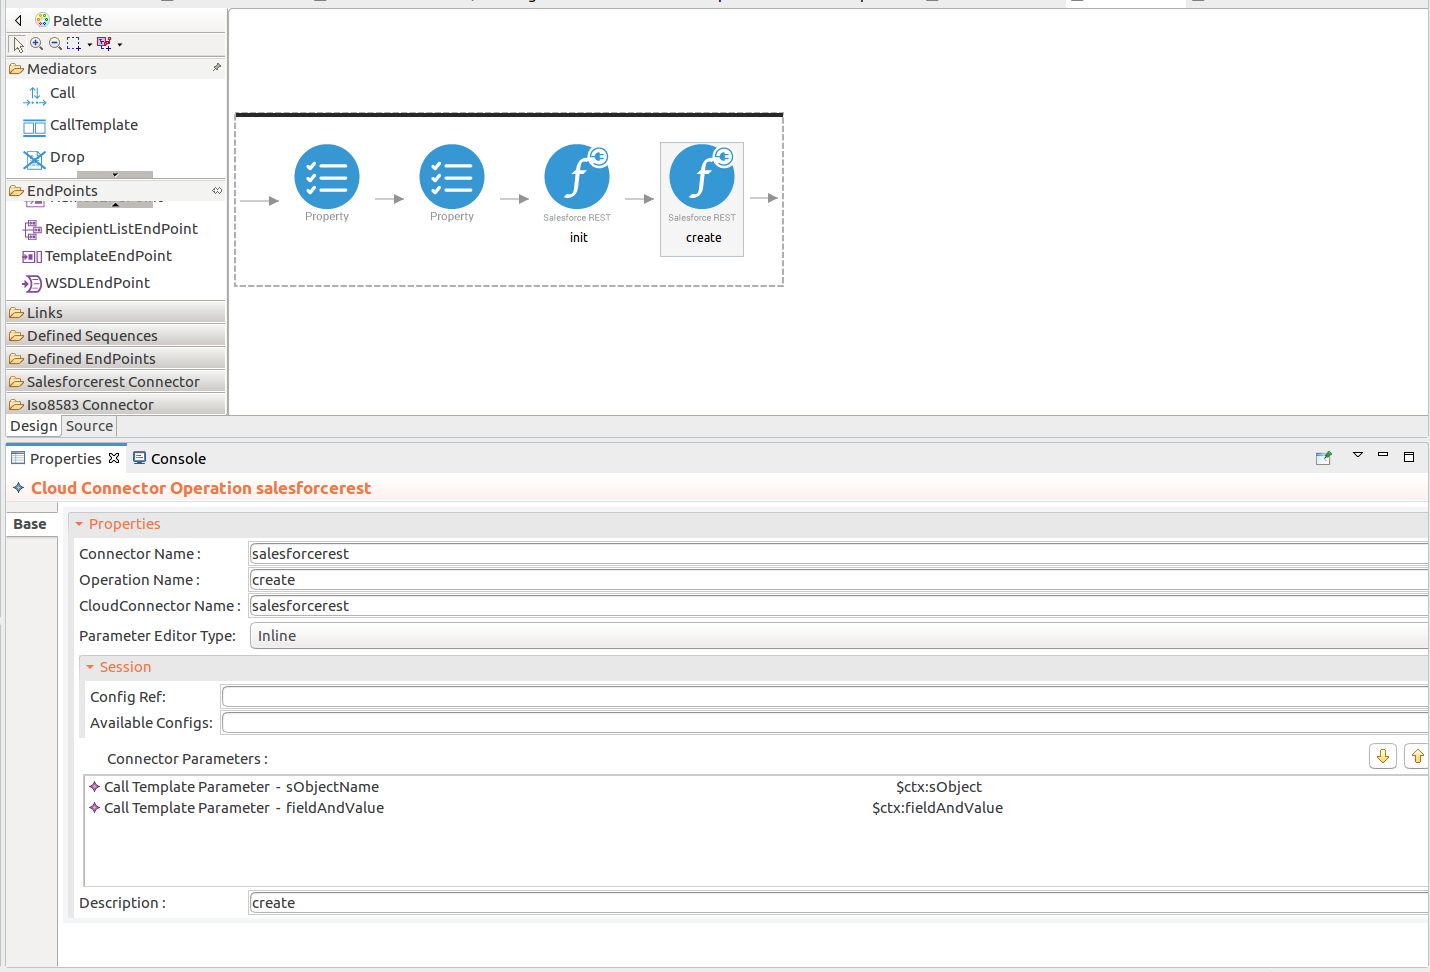 Palette
Mediators
Call
CallTemplate
Drop
EndPoints
RecipientListEndPoint
TemplateEndPoint
WSDLEndPoint
Links
Defined Sequences
Defined EndPoints
Salesforcerest Connector
Iso8583 Connector
Property
Property
Salesforce REST
init
Salesforce REST
create
Design Source
Properties Console
Cloud Connector Operation salesforcerest
Base
Properties
Connector Name : salesforcerest
Operation Name : create
CloudConnector Name : salesforcerest
Parameter Editor Type: Inline
Session
Config Ref:
Available Configs:
Connector Parameters :
Call Template Parameter - sObjectName $ctx:sObject
Call Template Parameter - fieldAndValue $ctx:fieldAndValue
Description : create